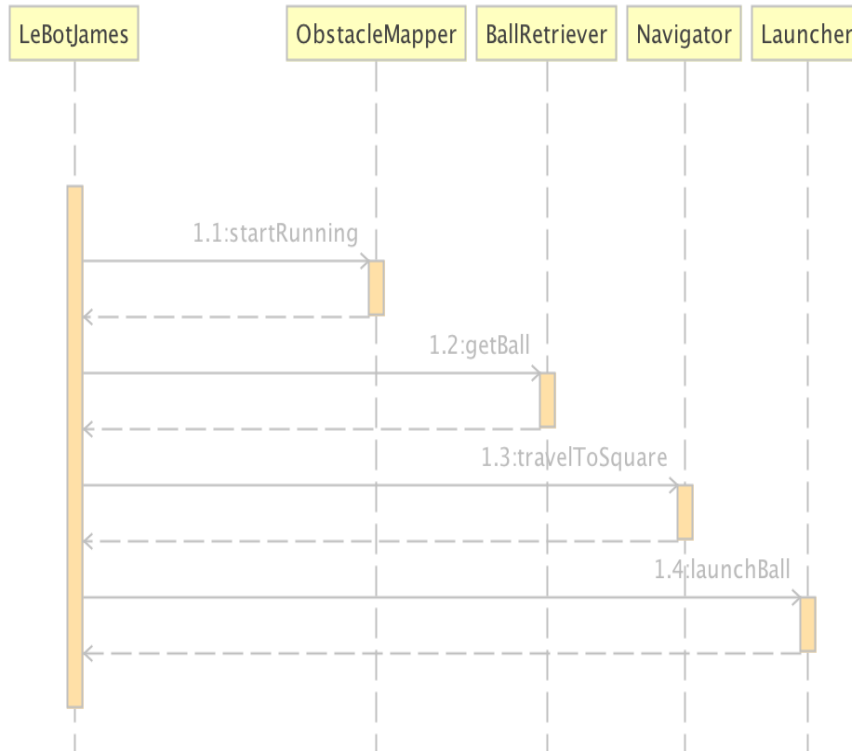 LeBotJames ObstacleMapper BallRetriever Navigator Launcher
1.1:startRunning
1.2:getBall
1.3:travelToSquare
1.4:launchBall